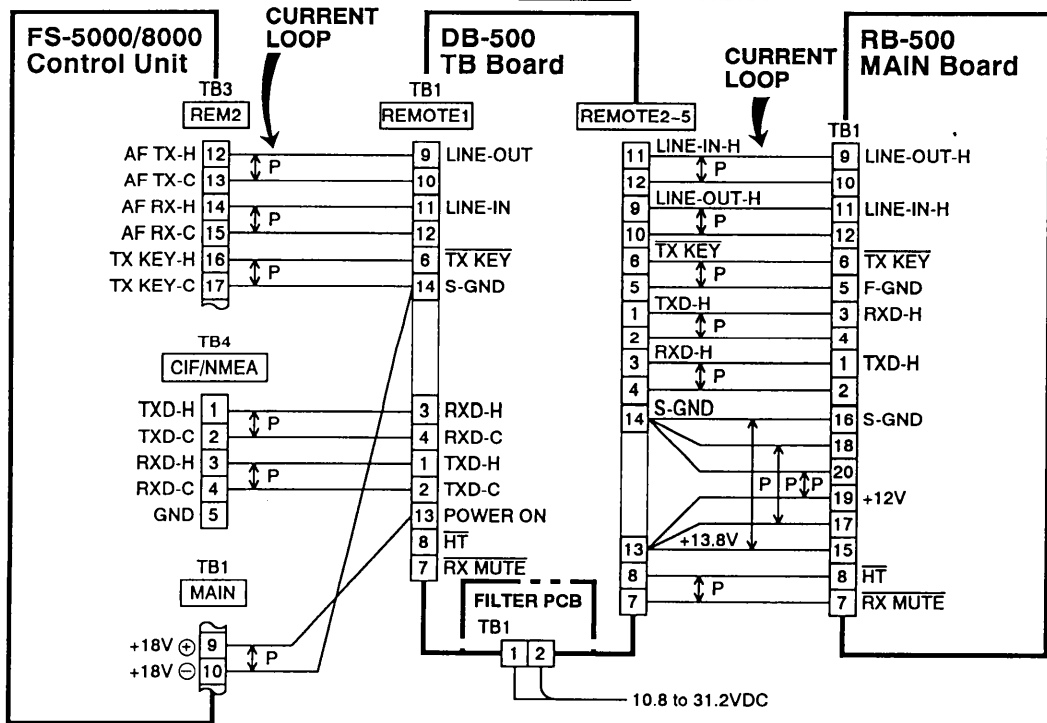 FS-5000/8000
Control Unit
CURRENT
LOOP
DB-500
TB Board
CURRENT
LOOP
RB-500
MAIN Board
TB3
REM2
TB1
REMOTE1
REMOTE2~5
TB1
AF TX-H 12 P 9 LINE-OUT
AF TX-C 13 10
AF RX-H 14 P 11 LINE-IN
AF RX-C 15 12
TX KEY-H 16 P 6 TX KEY
TX KEY-C 17 14 S-GND
TB4
CIF/NMEA
TXD-H 1 P 3 RXD-H
TXD-C 2 4 RXD-C
RXD-H 3 P 1 TXD-H
RXD-C 4 2 TXD-C
GND 5 13 POWER ON
8 HT
7 RX MUTE
TB1
MAIN
+18V ⊕ 9 P
+18V ⊖ 10
11 LINE-IN-H P 9 LINE-OUT-H
12 10
9 LINE-OUT-H P 11 LINE-IN-H
10 12
6 TX KEY P 6 TX KEY
5 5 F-GND
1 TXD-H P 3 RXD-H
2 4
3 RXD-H P 1 TXD-H
4 2
14 S-GND 16 S-GND
18
20
P P P 19 +12V
17
13 +13.8V 15
8 P 8 HT
7 7 RX MUTE
FILTER PCB
TB1
1 2
10.8 to 31.2VDC